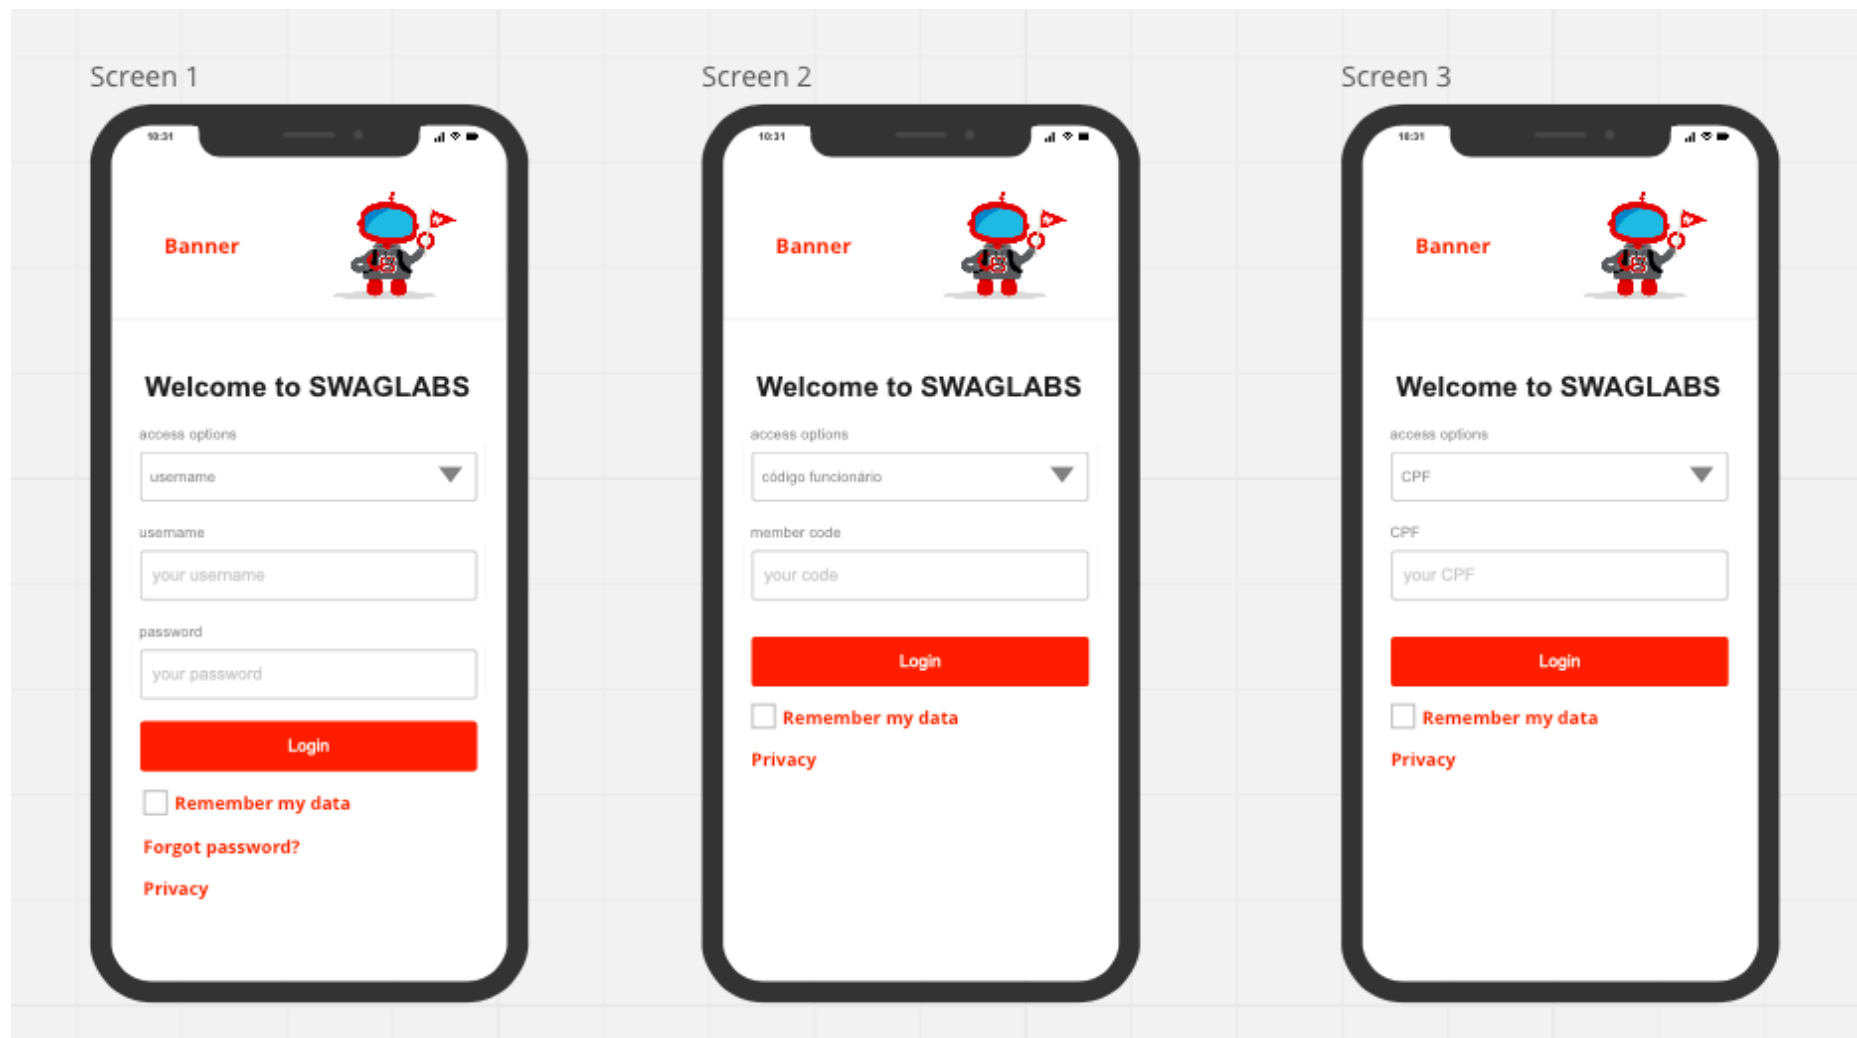 Screen 1
10:31
Banner
Welcome to SWAGLABS
access options
username
username
your username
password
your password
Login
Remember my data
Forgot password?
Privacy
Screen 2
10:31
Banner
Welcome to SWAGLABS
access options
código funcionário
member code
your code
Login
Remember my data
Privacy
Screen 3
10:31
Banner
Welcome to SWAGLABS
access options
CPF
CPF
your CPF
Login
Remember my data
Privacy